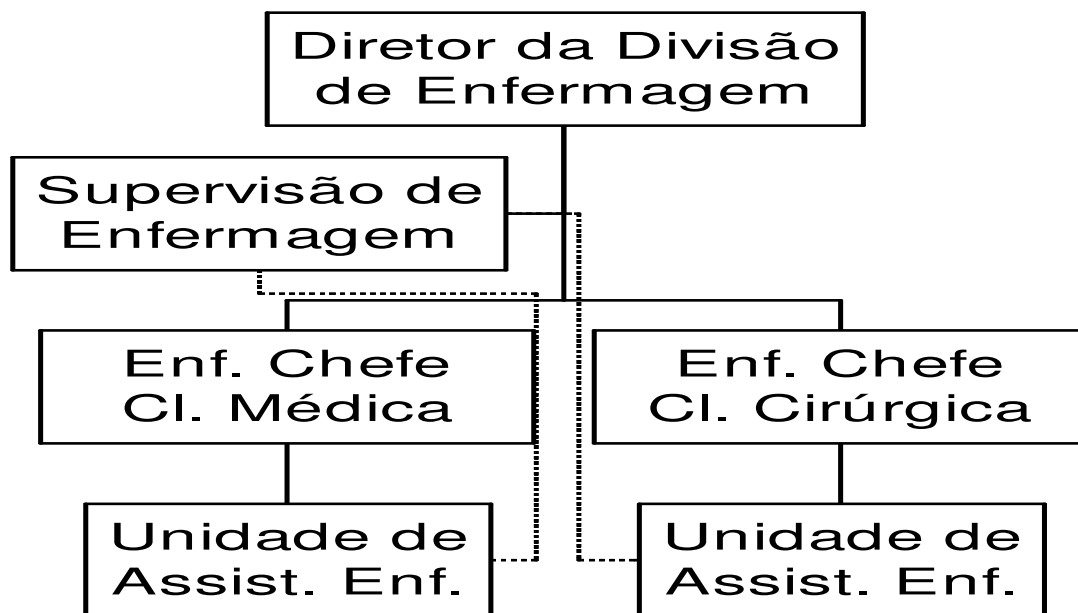 Diretor da Divisão
de Enfermagem
Supervisão de
Enfermagem
Enf. Chefe
Cl. Médica
Enf. Chefe
Cl. Cirúrgica
Unidade de
Assist. Enf.
Unidade de
Assist. Enf.